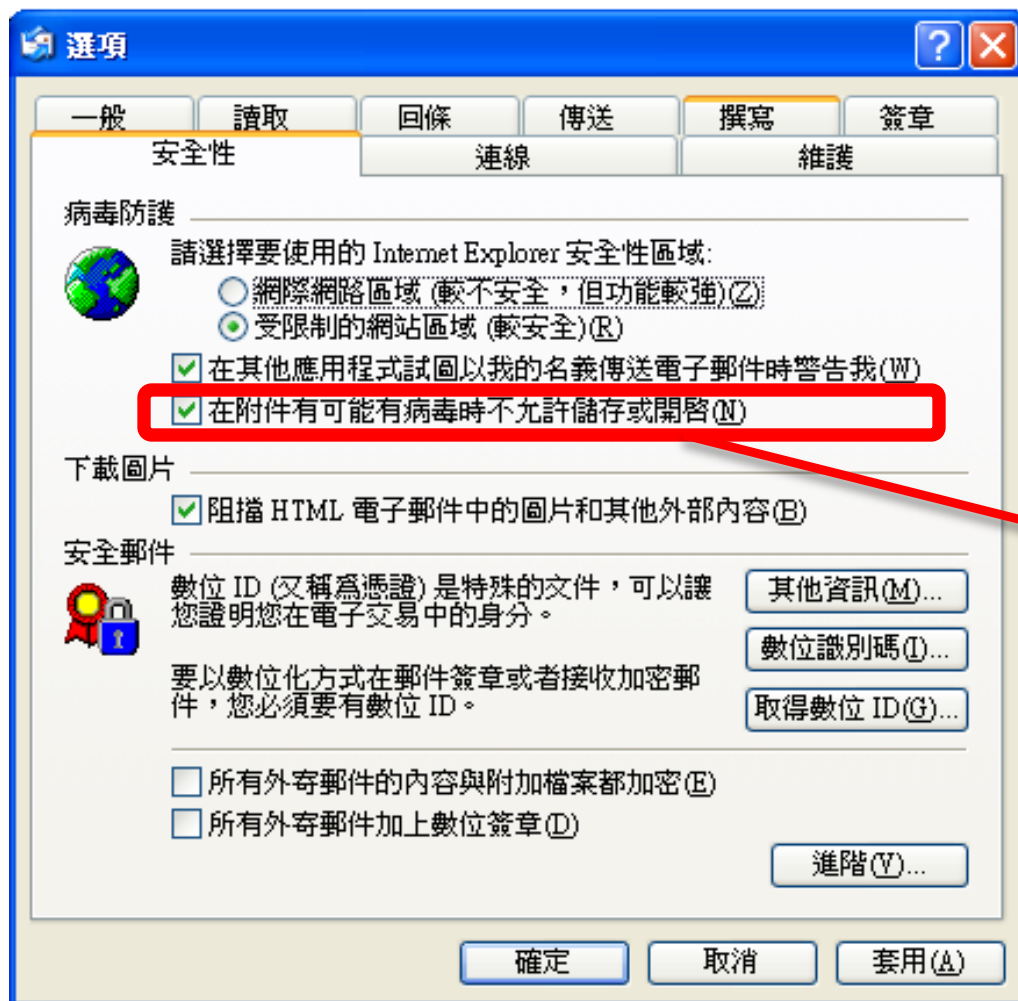 選項
一般 讀取 回條 傳送 撰寫 簽章
安全性 連線 維護
病毒防護
請選擇要使用的 Internet Explorer 安全性區域:
網際網路區域 (較不安全，但功能較強)(Z)
受限制的網站區域 (較安全)(R)
在其他應用程式試圖以我的名義傳送電子郵件時警告我(W)
在附件有可能有病毒時不允許儲存或開啓(N)
下載圖片
阻擋 HTML 電子郵件中的圖片和其他外部內容(B)
安全郵件
數位 ID (又稱爲憑證) 是特殊的文件，可以讓
您證明您在電子交易中的身分。
其他資訊(M)...
數位識別碼(I)...
要以數位化方式在郵件簽章或者接收加密郵
件，您必須要有數位 ID。
取得數位 ID(G)...
所有外寄郵件的內容與附加檔案都加密(E)
所有外寄郵件加上數位簽章(D)
進階(V)...
確定 取消 套用(A)